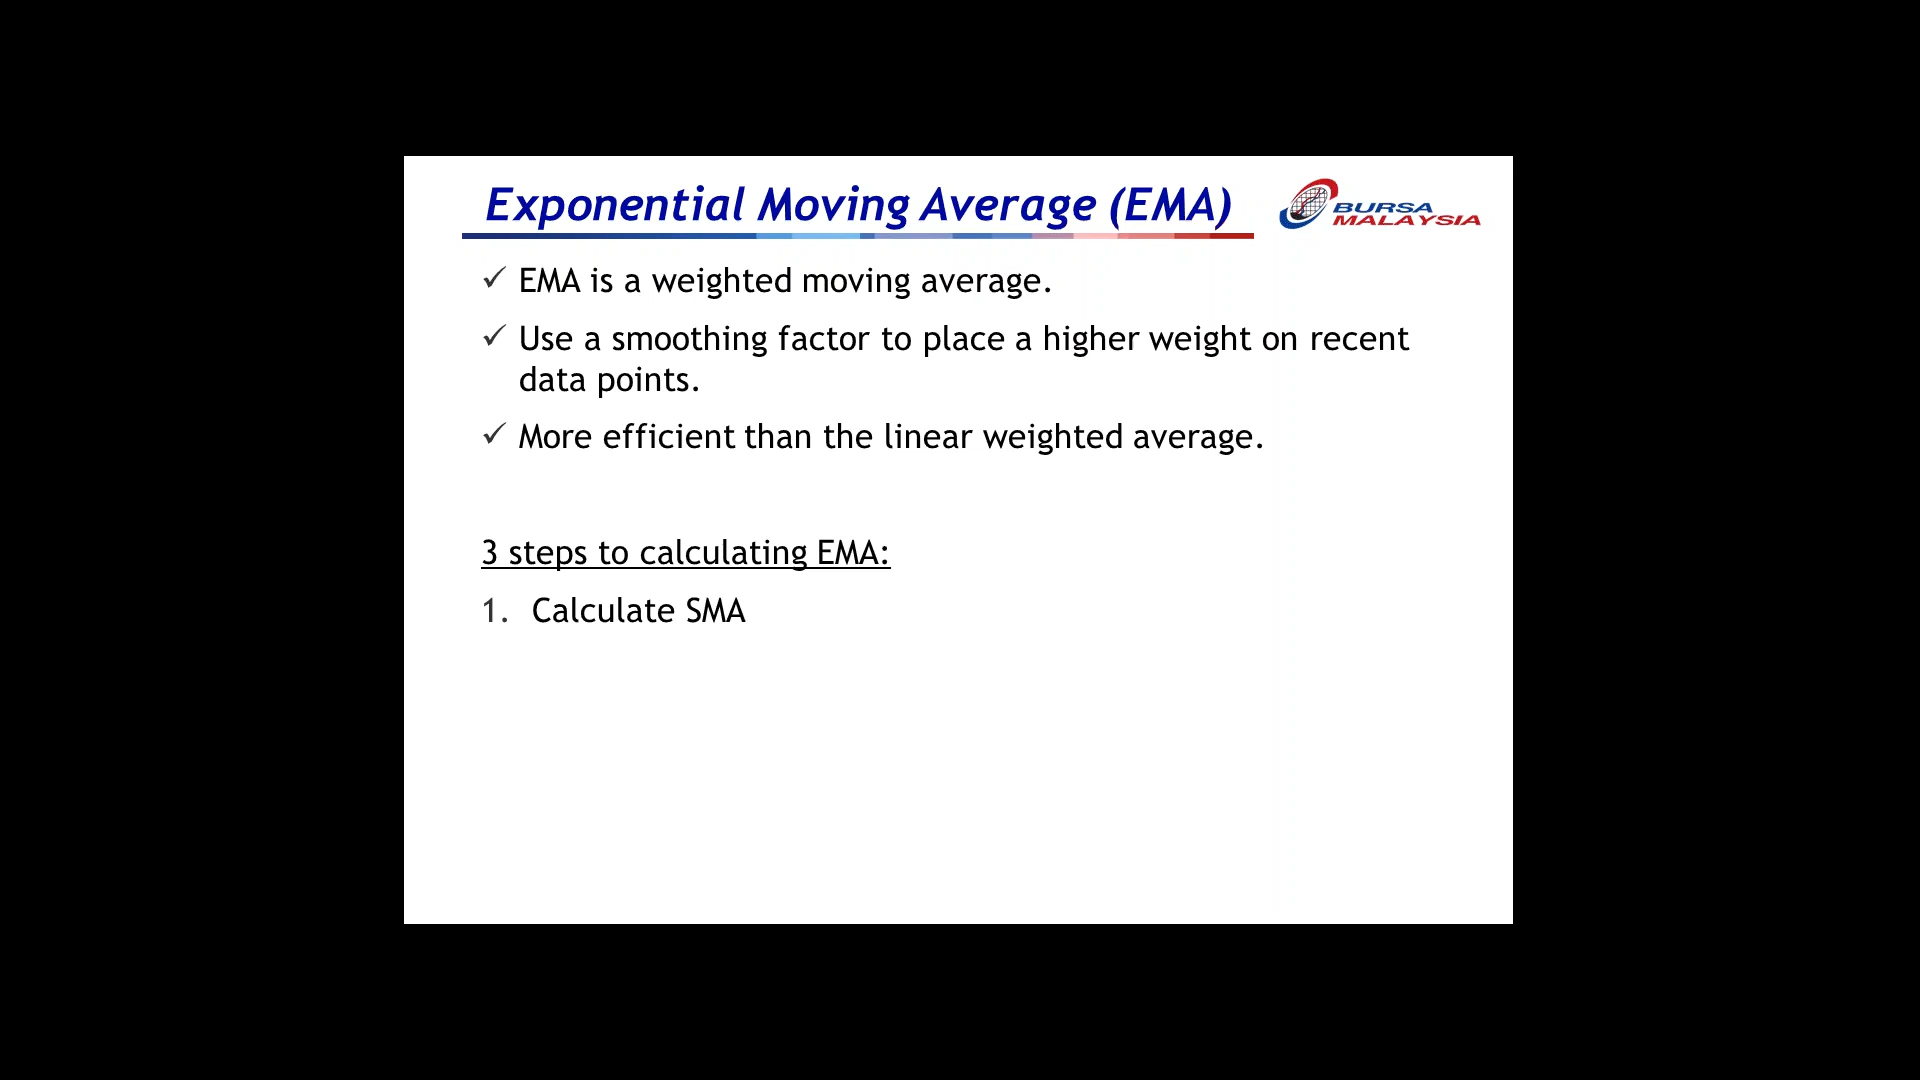 Exponential Moving Average (EMA)
BURSA
MALAYSIA
✓ EMA is a weighted moving average.
✓ Use a smoothing factor to place a higher weight on recent
data points.
✓ More efficient than the linear weighted average.
3 steps to calculating EMA:
1. Calculate SMA